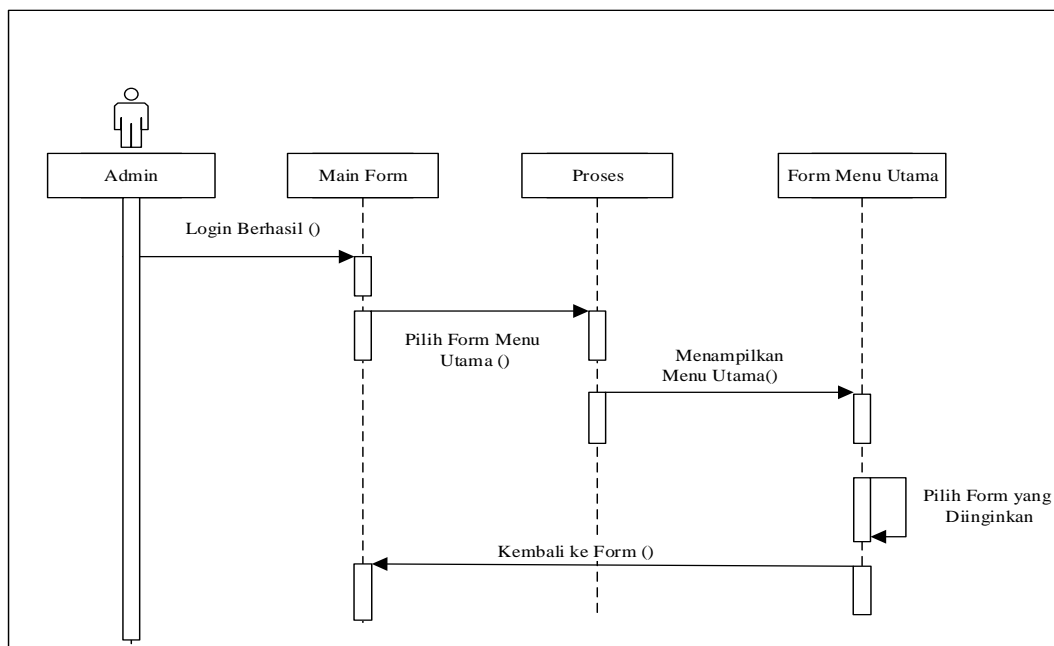 Admin
Main Form
Proses
Form Menu Utama
Login Berhasil ()
Pilih Form Menu
Utama ()
Menampilkan
Menu Utama()
Pilih Form yang
Diinginkan
Kembali ke Form ()